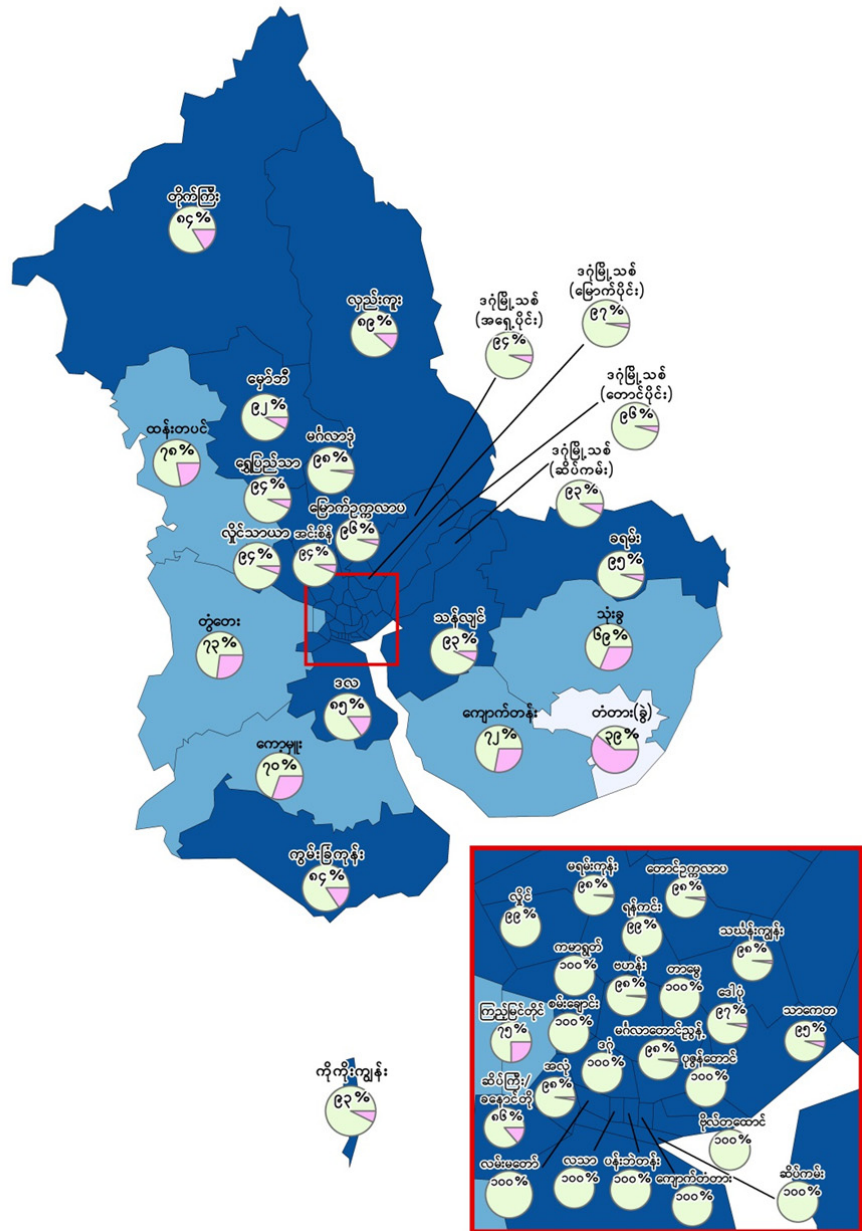 တိုက်ကြီး
၈၄%
လှည်းကူး
၈၉%
ဒဂုံမြို့သစ်
(မြောက်ပိုင်း)
၉၇%
ဒဂုံမြို့သစ်
(အရှေ့ပိုင်း)
၉၄%
ဒဂုံမြို့သစ်
(တောင်ပိုင်း)
၉၆%
ဒဂုံမြို့သစ်
(ဆိပ်ကမ်း)
၉၃%
မှော်ဘီ
၉၂%
ထန်းတပင်
၇၈%
မင်္ဂလာဒုံ
၉၈%
ရွှေပြည်သာ
၉၄%
မြောက်ဥက္ကလာပ
၉၆%
လှိုင်သာယာ
၉၄%
အင်းစိန်
၉၄%
ခရမ်း
၉၅%
တွံတေး
၇၃%
သန်လျင်
၉၃%
သုံးခွ
၆၉%
ဒလ
၈၅%
ကျောက်တန်း
၇၂%
တံတား(ခွဲ)
၃၉%
ကော့မှူး
၇၀%
ကွမ်းခြံကုန်း
၈၄%
ကိုကိုးကျွန်း
၉၃%
မရမ်းကုန်း
၉၈%
တောင်ဥက္ကလာပ
၉၈%
လှိုင်
၉၉%
ရန်ကင်း
၉၉%
သင်္ဃန်းကျွန်း
၉၈%
ကမာရွတ်
၁၀၀%
ဗဟန်း
၉၈%
တာမွေ
၁၀၀%
ဒေါပုံ
၉၇%
သာကေတ
၉၅%
ကြည့်မြင်တိုင်
၇၅%
စမ်းချောင်း
၁၀၀%
ဒဂုံ
၁၀၀%
မင်္ဂလာတောင်ညွန့်
၉၈%
ပုဇွန်တောင်
၁၀၀%
ဆိပ်ကြီး/
ခနောင်တို
၈၆%
အလုံ
၉၈%
ဗိုလ်တထောင်
၁၀၀%
လမ်းမတော်
၁၀၀%
လသာ
၁၀၀%
ပန်းဘဲတန်း
၁၀၀%
ကျောက်တံတား
၁၀၀%
ဆိပ်ကမ်း
၁၀၀%